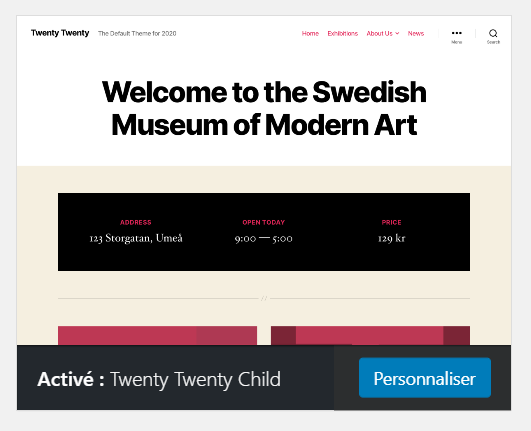 Twenty Twenty The Default Theme for 2020 Home Exhibitions About Us News
Menu Search
Welcome to the Swedish
Museum of Modern Art
ADDRESS OPEN TODAY PRICE
123 Storgatan, Umeå 9:00 — 5:00 129 kr
//
Activé : Twenty Twenty Child Personnaliser